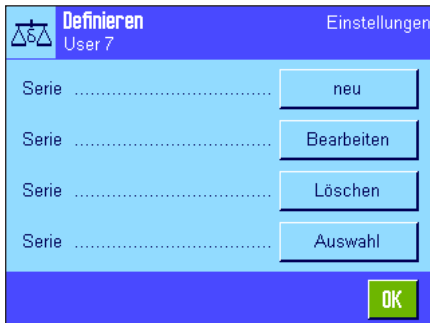 Definieren Einstellungen
User 7
Serie ........................................ neu
Serie ........................................ Bearbeiten
Serie ........................................ Löschen
Serie ........................................ Auswahl
OK